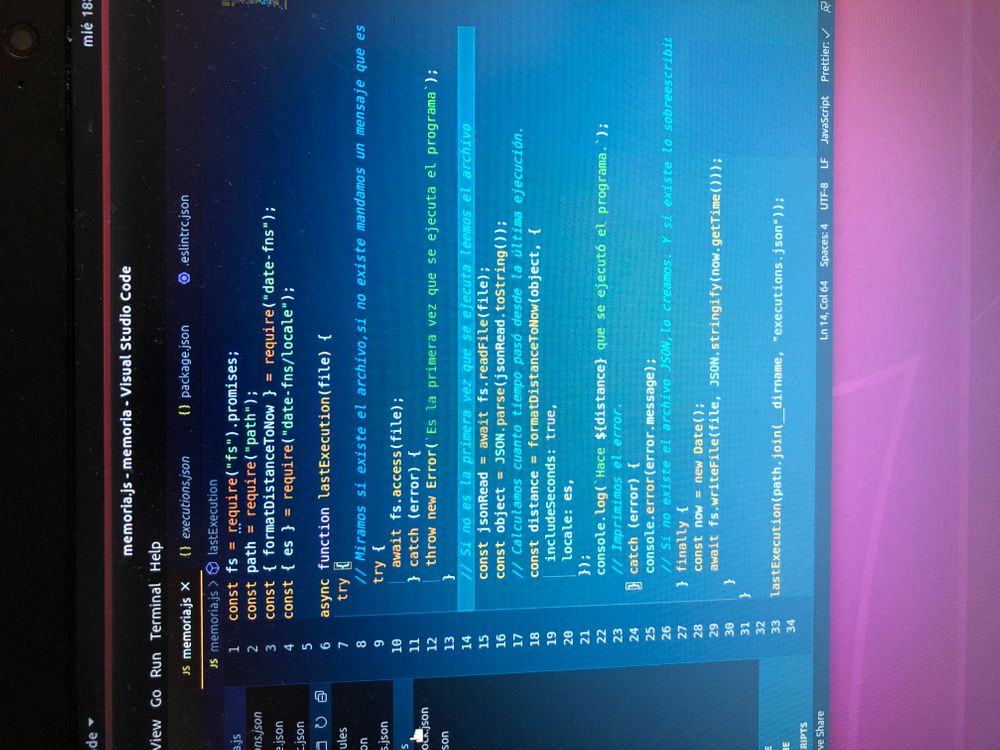 mié 18:
de ▾
memoria.js - memoria - Visual Studio Code
View Go Run Terminal Help
JS memoria.js ×
{} executions.json
{} package.json
.eslintrc.json
JS memoria.js > lastExecution
1 const fs = require("fs").promises;
2 const path = require("path");
3 const { formatDistanceToNow } = require("date-fns");
4 const { es } = require("date-fns/locale");
5
6 async function lastExecution(file) {
7 try {
8 // Miramos si existe el archivo,si no existe mandamos un mensaje que es
9 try {
10 await fs.access(file);
11 } catch (error) {
12 throw new Error(`Es la primera vez que se ejecuta el programa`);
13 }
14 // Si no es la primera vez que se ejecuta leemos el archivo
15 const jsonRead = await fs.readFile(file);
16 const object = JSON.parse(jsonRead.toString());
17 // Calculamos cuanto tiempo pasó desde la última ejecución.
18 const distance = formatDistanceToNow(object, {
19 includeSeconds: true,
20 locale: es,
21 });
22 console.log(`Hace ${distance} que se ejecutó el programa.`);
23 // Imprimimos el error.
24 } catch (error) {
25 console.error(error.message);
26 // Si no existe el archivo JSON,lo creamos. Y si existe lo sobreescribi
27 } finally {
28 const now = new Date();
29 await fs.writeFile(file, JSON.stringify(now.getTime()));
30 }
31 }
32
33 lastExecution(path.join(__dirname, "executions.json"));
34
a.js
ons.json
e.json
c.json
ules
on
s.json
s
ock.json
son
E
RIPTS
ve Share
Ln 14, Col 64
Spaces: 4
UTF-8
LF
JavaScript
Prettier: ✓